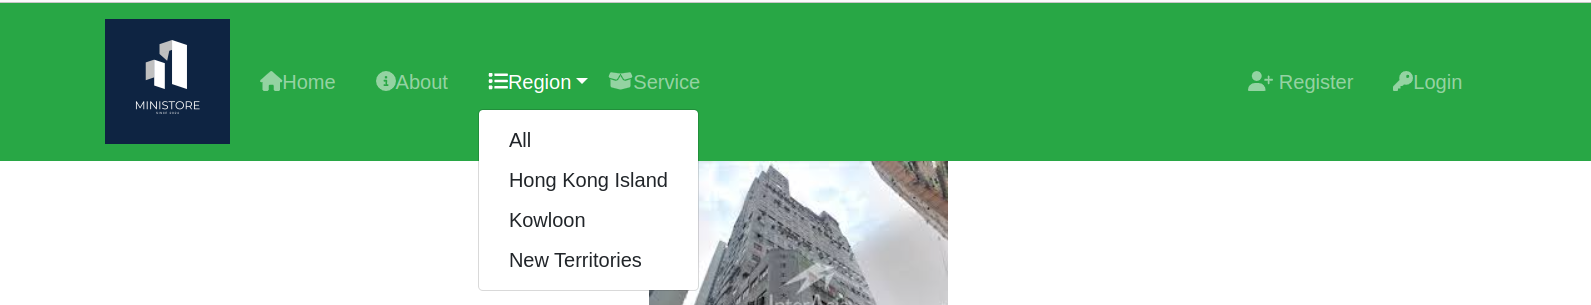 MINISTORE
Home
About
Region
Service
Register
Login
All
Hong Kong Island
Kowloon
New Territories